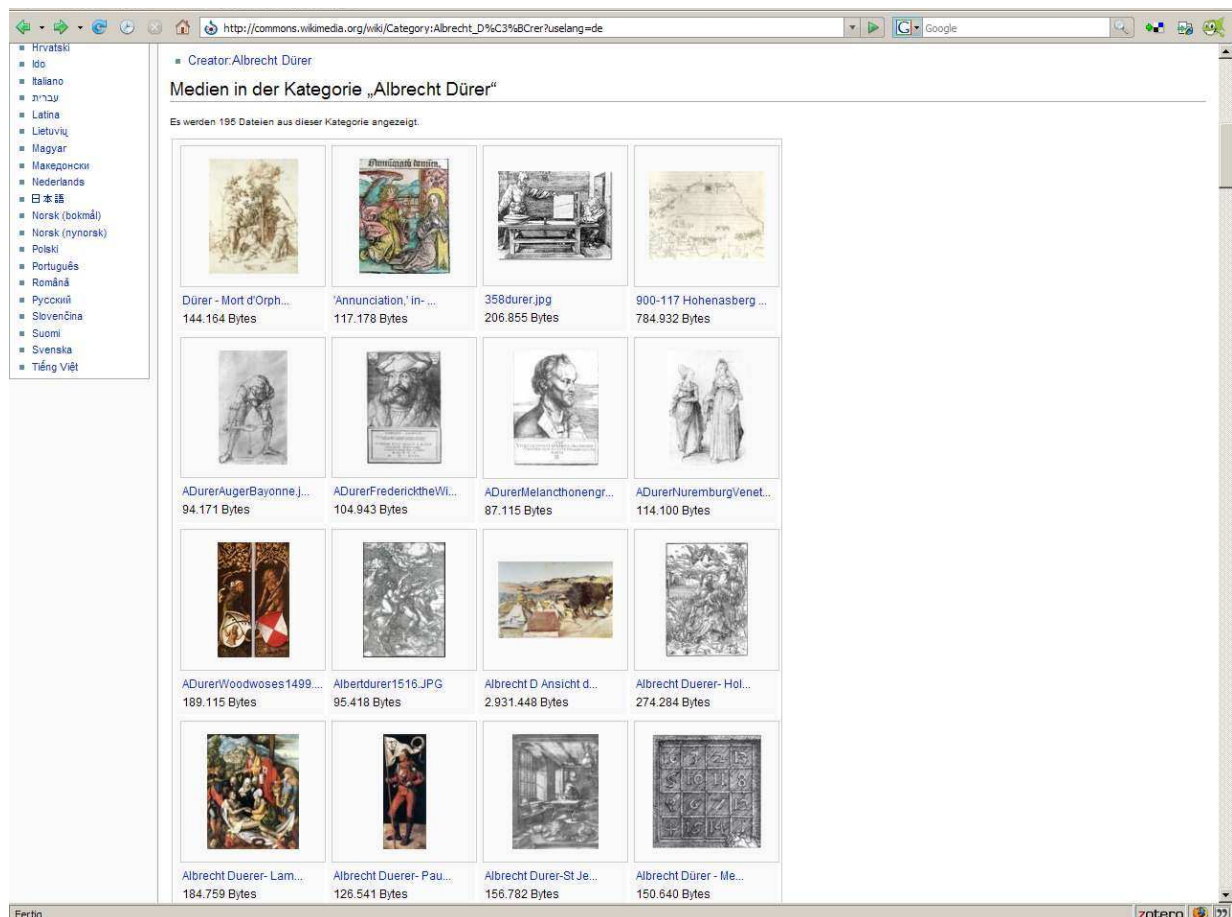 http://commons.wikimedia.org/wiki/Category:Albrecht_D%C3%BCrer?uselang=de
Google
Hrvatski
Ido
Italiano
עברית
Latina
Lietuvių
Magyar
Македонски
Nederlands
日本語
Norsk (bokmål)
Norsk (nynorsk)
Polski
Português
Română
Русский
Slovenčina
Suomi
Svenska
Tiếng Việt
Creator:Albrecht Dürer
Medien in der Kategorie „Albrecht Dürer“
Es werden 195 Dateien aus dieser Kategorie angezeigt.
Dürer - Mort d'Orph...
144.164 Bytes
'Annunciation,' in- ...
117.178 Bytes
358durer.jpg
206.855 Bytes
900-117 Hohenasberg ...
784.932 Bytes
ADurerAugerBayonne.j...
94.171 Bytes
ADurerFredericktheWi...
104.943 Bytes
ADurerMelancthonengr...
87.115 Bytes
ADurerNuremburgVenet...
114.100 Bytes
ADurerWoodwoses1499....
189.115 Bytes
Albertdurer1516.JPG
95.418 Bytes
Albrecht D Ansicht d...
2.931.448 Bytes
Albrecht Duerer- Hol...
274.284 Bytes
Albrecht Duerer- Lam...
184.759 Bytes
Albrecht Duerer- Pau...
126.541 Bytes
Albrecht Durer-St Je...
156.782 Bytes
Albrecht Dürer - Me...
150.640 Bytes
Fertig
zotero